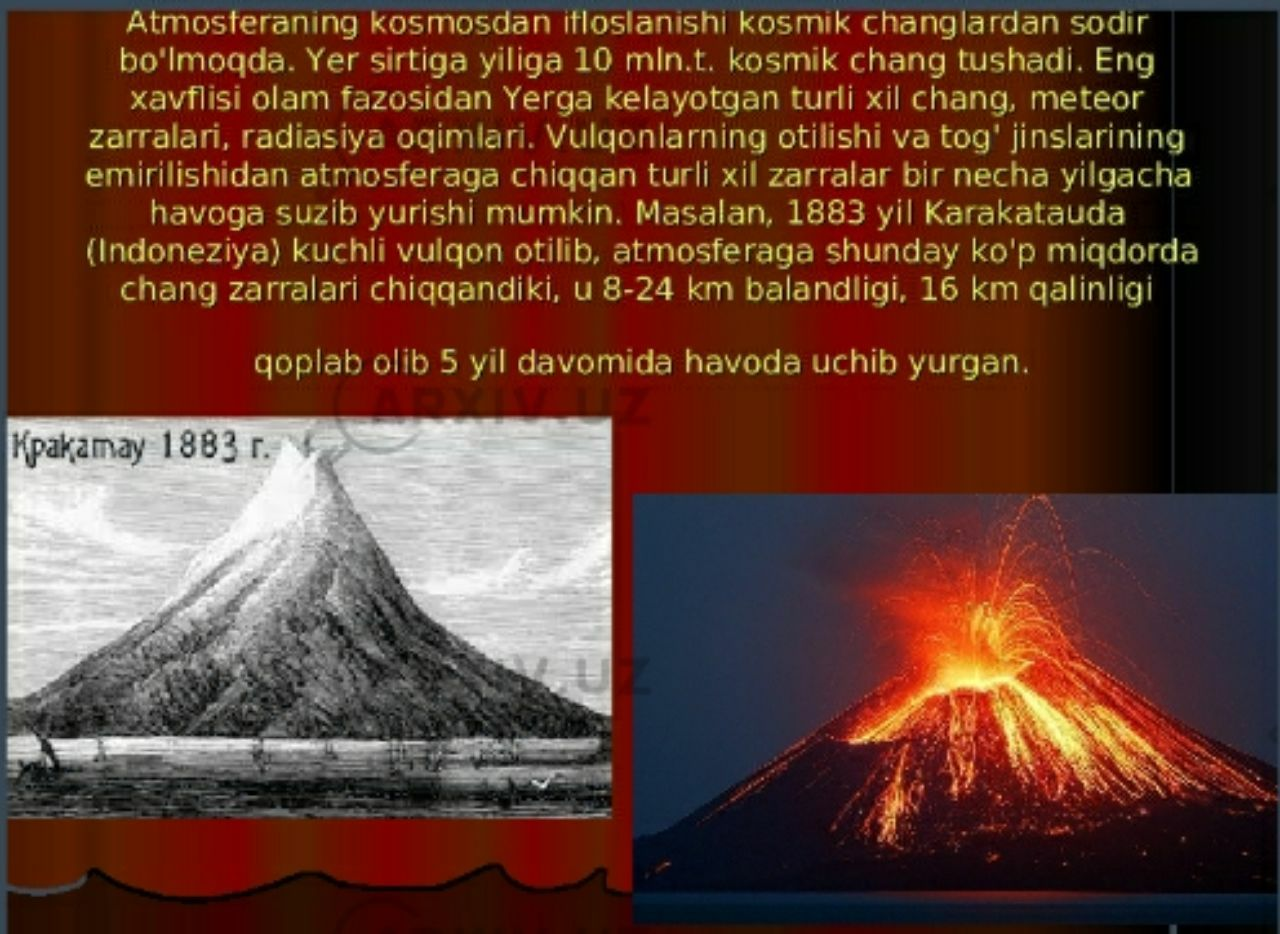 Atmosferaning kosmosdan ifloslanishi kosmik changlardan sodir
bo'lmoqda. Yer sirtiga yiliga 10 mln.t. kosmik chang tushadi. Eng
xavflisi olam fazosidan Yerga kelayotgan turli xil chang, meteor
zarralari, radiasiya oqimlari. Vulqonlarning otilishi va tog' jinslarining
emirilishidan atmosferaga chiqqan turli xil zarralar bir necha yilgacha
havoga suzib yurishi mumkin. Masalan, 1883 yil Karakatauda
(Indoneziya) kuchli vulqon otilib, atmosferaga shunday ko'p miqdorda
chang zarralari chiqqandiki, u 8-24 km balandligi, 16 km qalinligi
qoplab olib 5 yil davomida havoda uchib yurgan.
ARXIV.UZ
Кракатау 1883 г.
ARXIV.UZ